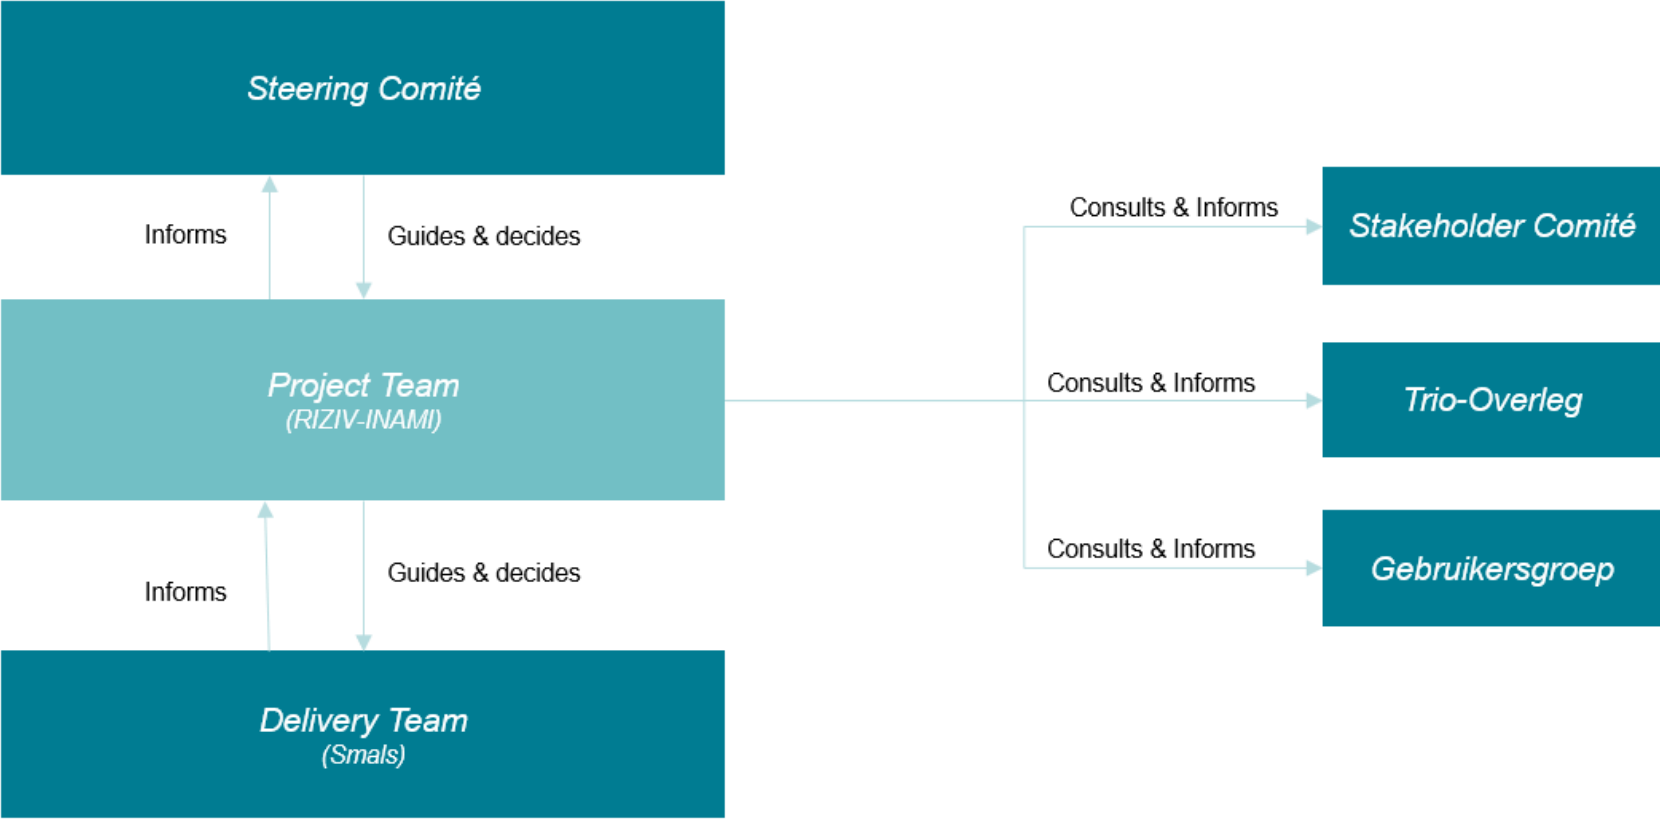 Steering Comité
Informs
Guides & decides
Project Team
(RIZIV-INAMI)
Informs
Guides & decides
Delivery Team
(Smals)
Consults & Informs
Stakeholder Comité
Consults & Informs
Trio-Overleg
Consults & Informs
Gebruikersgroep